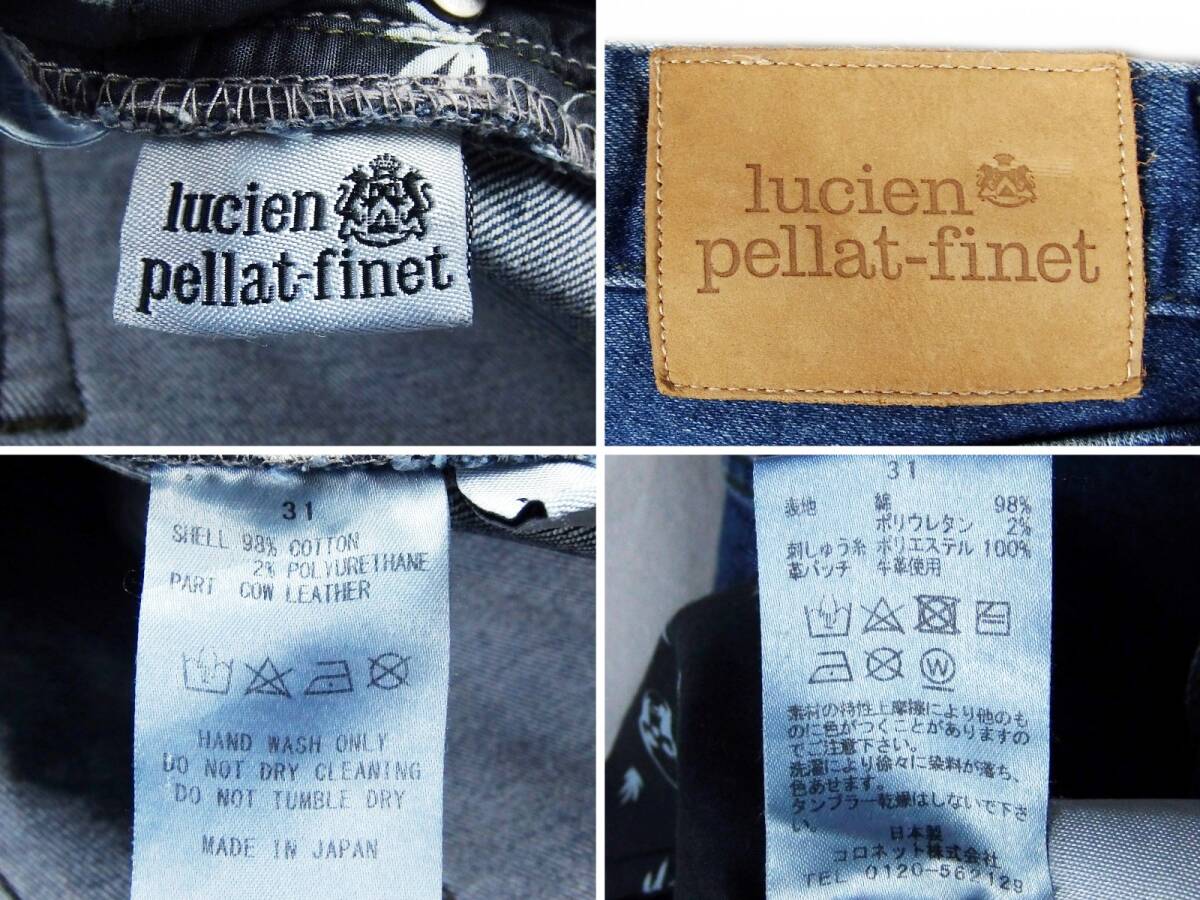 lucien
pellat-finet
lucien
pellat-finet
31
SHELL 98% COTTON
2% POLYURETHANE
PART COW LEATHER
HAND WASH ONLY
DO NOT DRY CLEANING
DO NOT TUMBLE DRY
MADE IN JAPAN
31
表地 綿 98%
ポリウレタン 2%
刺しゅう糸 ポリエステル 100%
革パッチ 牛革使用
W
素材の特性上摩擦により他のも
のに色がつくことがありますの
でご注意下さい。
洗濯により徐々に染料が落ち、
色あせます。
タンブラー乾燥はしないで下さ
い。
日本製
コロネット株式会社
TEL 0120-562129